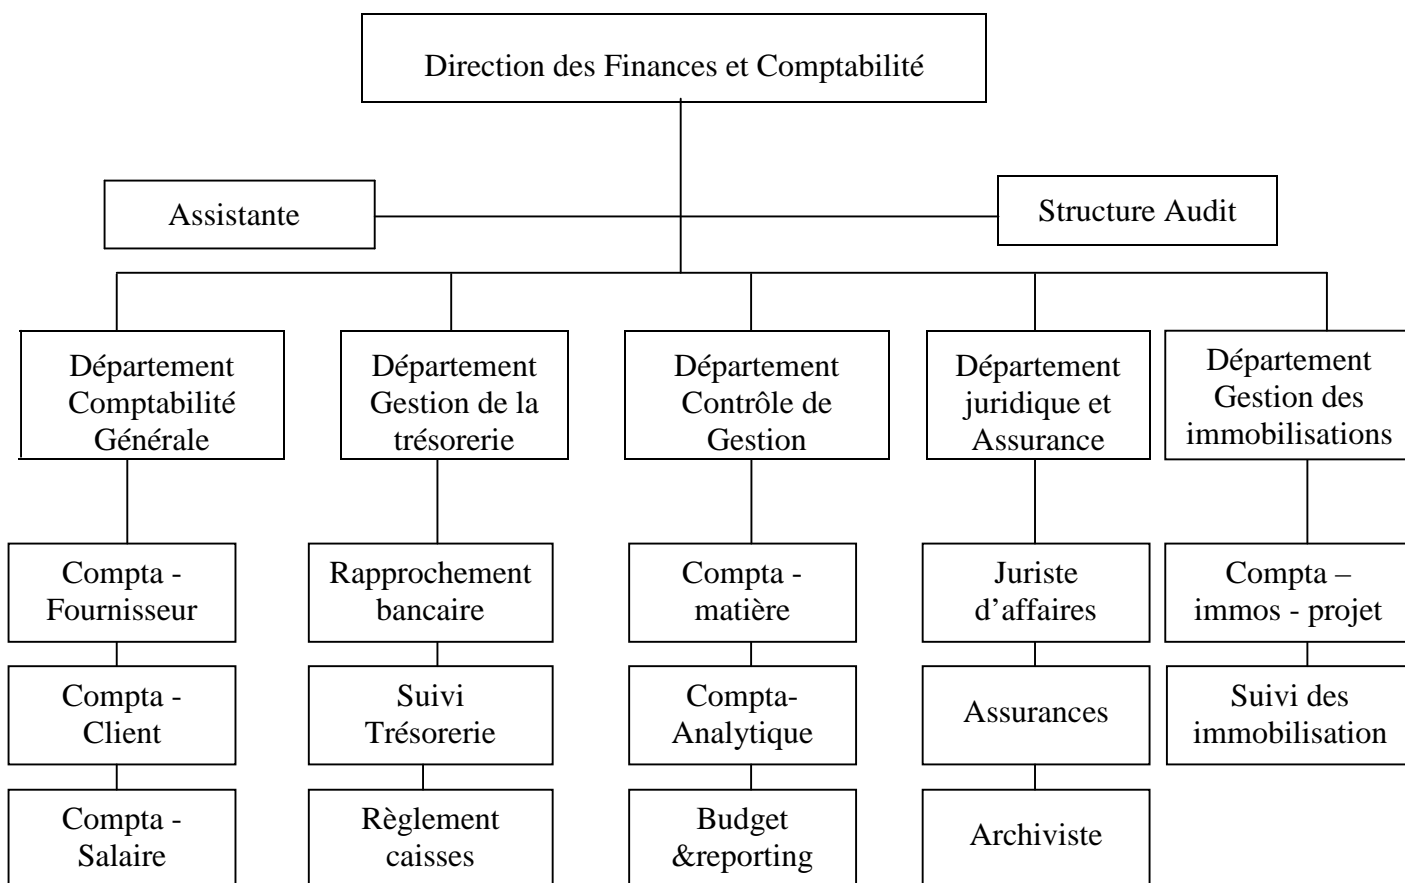 Direction des Finances et Comptabilité
Assistante
Structure Audit
Département
Comptabilité
Générale
Département
Gestion de la
trésorerie
Département
Contrôle de
Gestion
Département
juridique et
Assurance
Département
Gestion des
immobilisations
Compta -
Fournisseur
Rapprochement
bancaire
Compta -
matière
Juriste
d’affaires
Compta –
immos - projet
Compta -
Client
Suivi
Trésorerie
Compta-
Analytique
Assurances
Suivi des
immobilisation
Compta -
Salaire
Règlement
caisses
Budget
&reporting
Archiviste